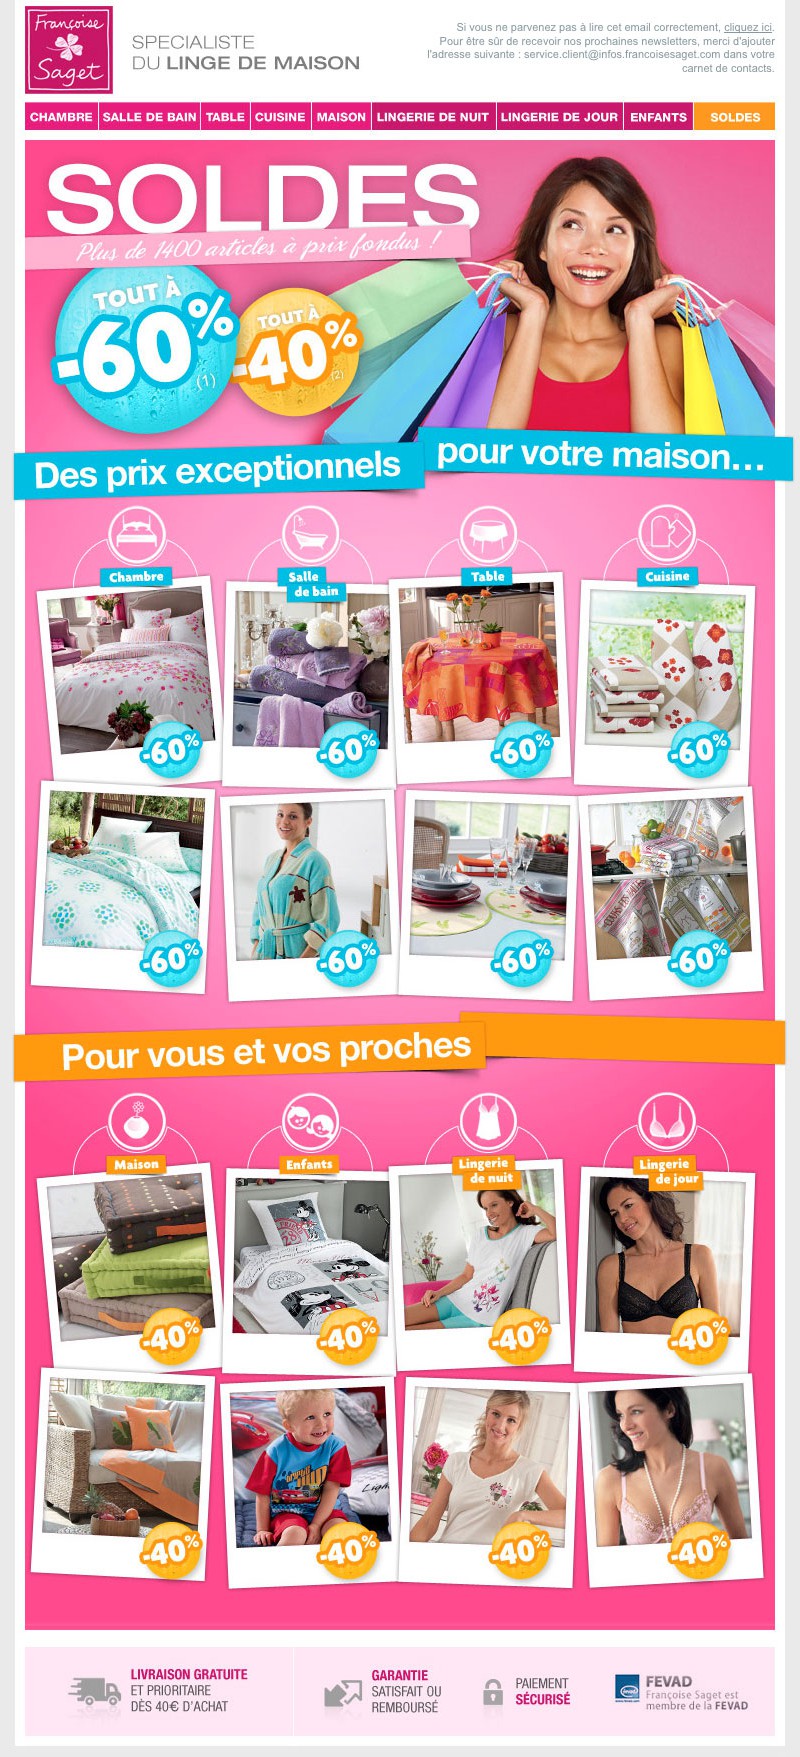 Françoise
Saget
SPECIALISTE
DU LINGE DE MAISON
Si vous ne parvenez pas à lire cet email correctement, cliquez ici.
Pour être sûr de recevoir nos prochaines newsletters, merci d'ajouter
l'adresse suivante : service.client@infos.francoisesaget.com dans votre
carnet de contacts.
CHAMBRE SALLE DE BAIN TABLE CUISINE MAISON LINGERIE DE NUIT LINGERIE DE JOUR ENFANTS SOLDES
SOLDES
Plus de 1400 articles à prix fondus !
TOUT À
-60%
(1)
TOUT À
-40%
(2)
Des prix exceptionnels pour votre maison...
Chambre
Salle
de bain
Table
Cuisine
-60% -60% -60% -60%
-60% -60% -60% -60%
Pour vous et vos proches
Maison
Enfants
Lingerie
de nuit
Lingerie
de jour
-40% -40% -40% -40%
-40% -40% -40% -40%
LIVRAISON GRATUITE
ET PRIORITAIRE
DÈS 40€ D'ACHAT
GARANTIE
SATISFAIT OU
REMBOURSÉ
PAIEMENT
SÉCURISÉ
FEVAD
Françoise Saget est
membre de la FEVAD